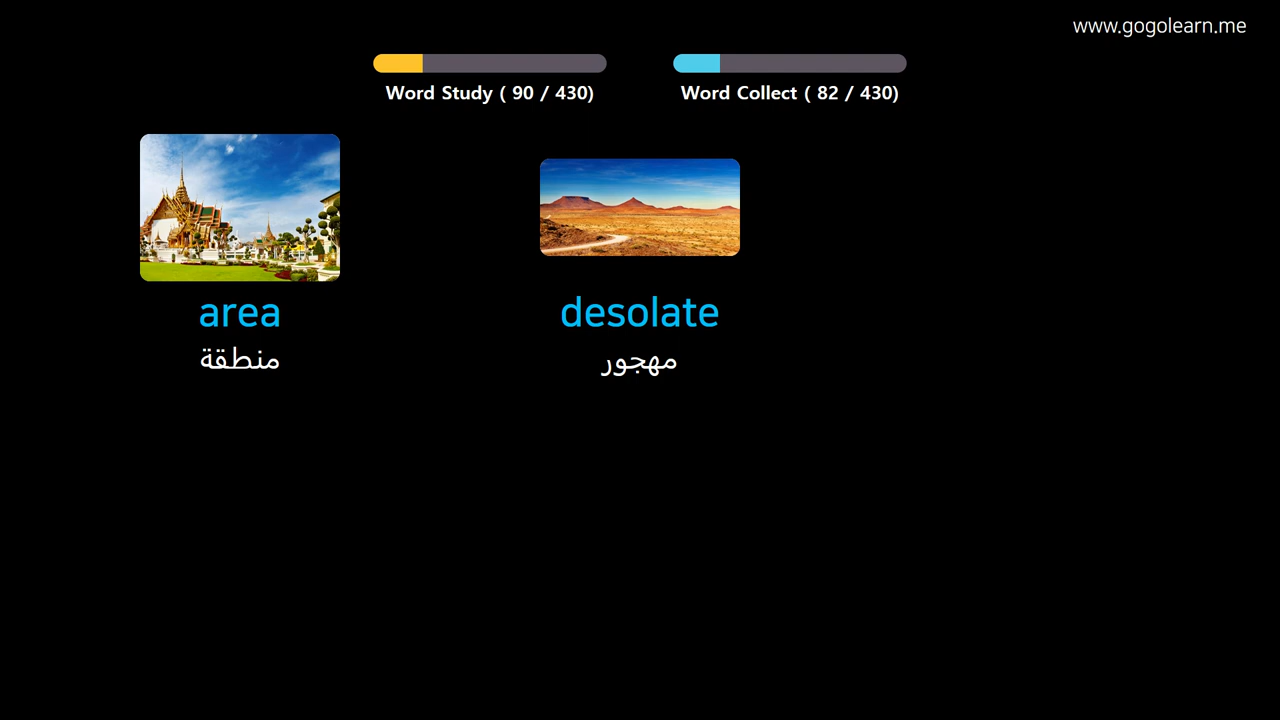 www.gogolearn.me
Word Study ( 90 / 430)
Word Collect ( 82 / 430)
area
منطقة
desolate
مهجور